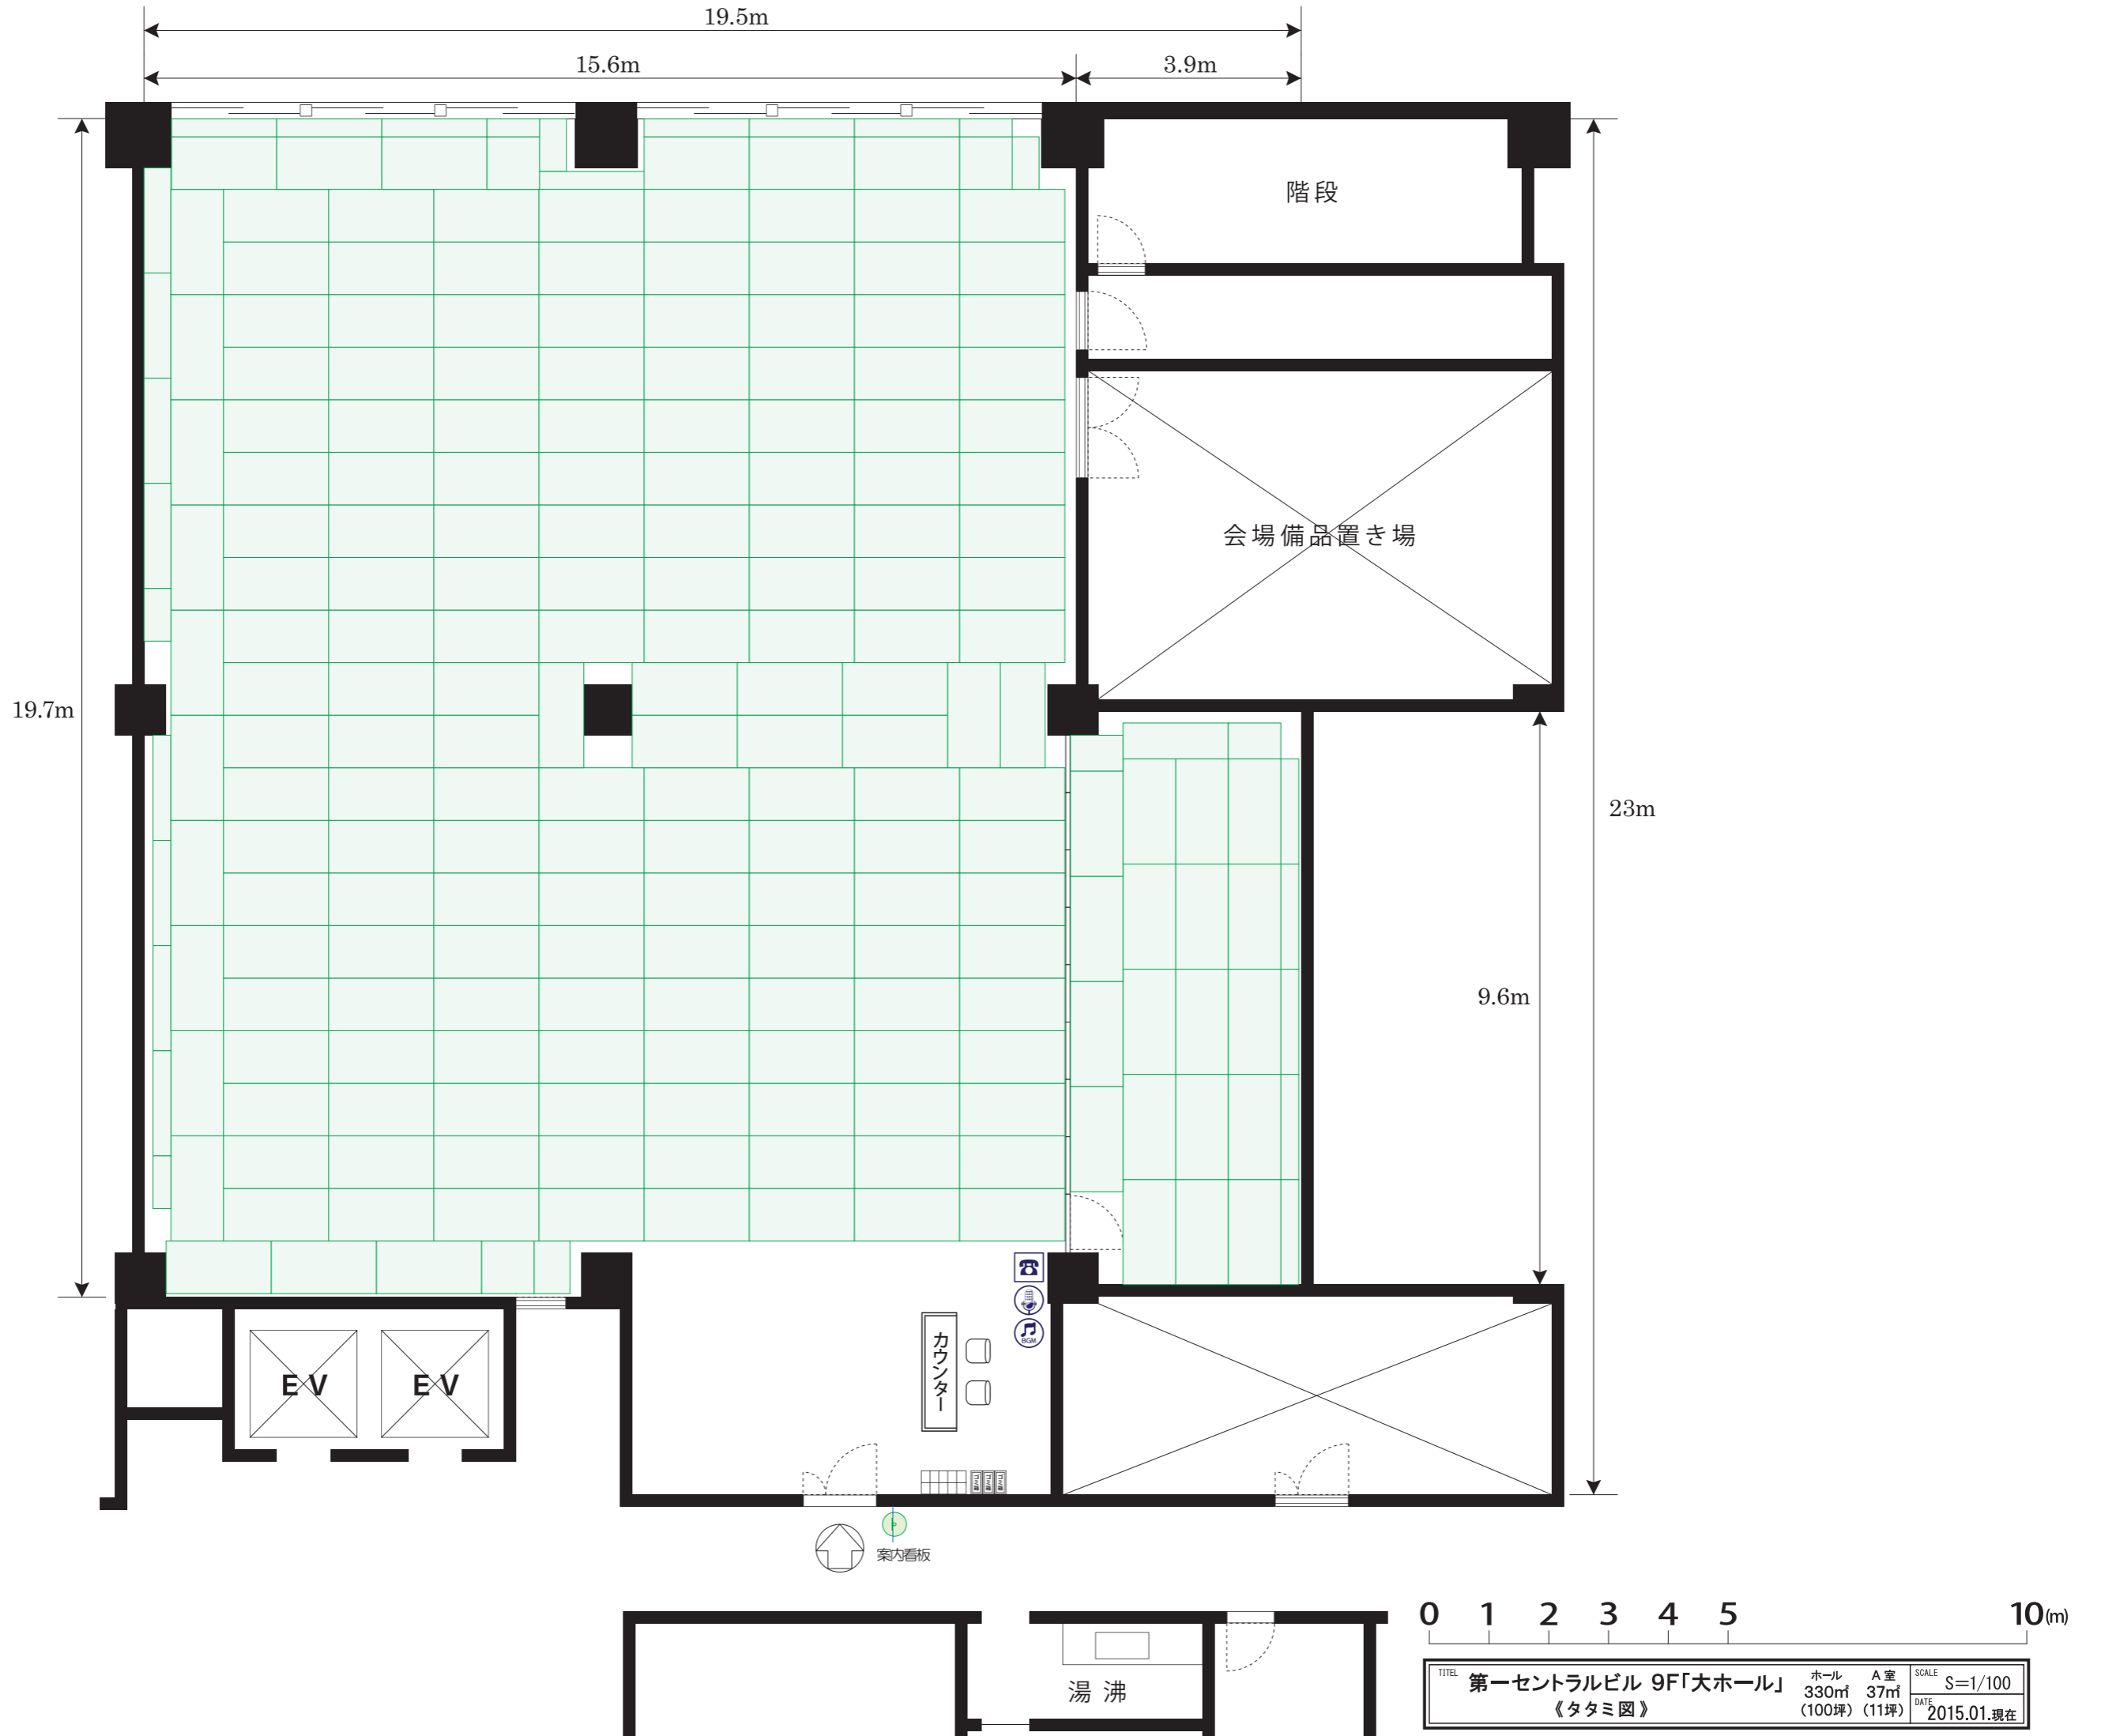 19.5m
15.6m
3.9m
階段
会場備品置き場
19.7m
23m
9.6m
カウンター
BGM
EV
EV
案内看板
湯沸
0 1 2 3 4 5 10(m)
TITEL
第一セントラルビル 9F「大ホール」
《タタミ図》
ホール
330㎡
(100坪)
A室
37㎡
(11坪)
SCALE
S=1/100
DATE
2015.01.現在